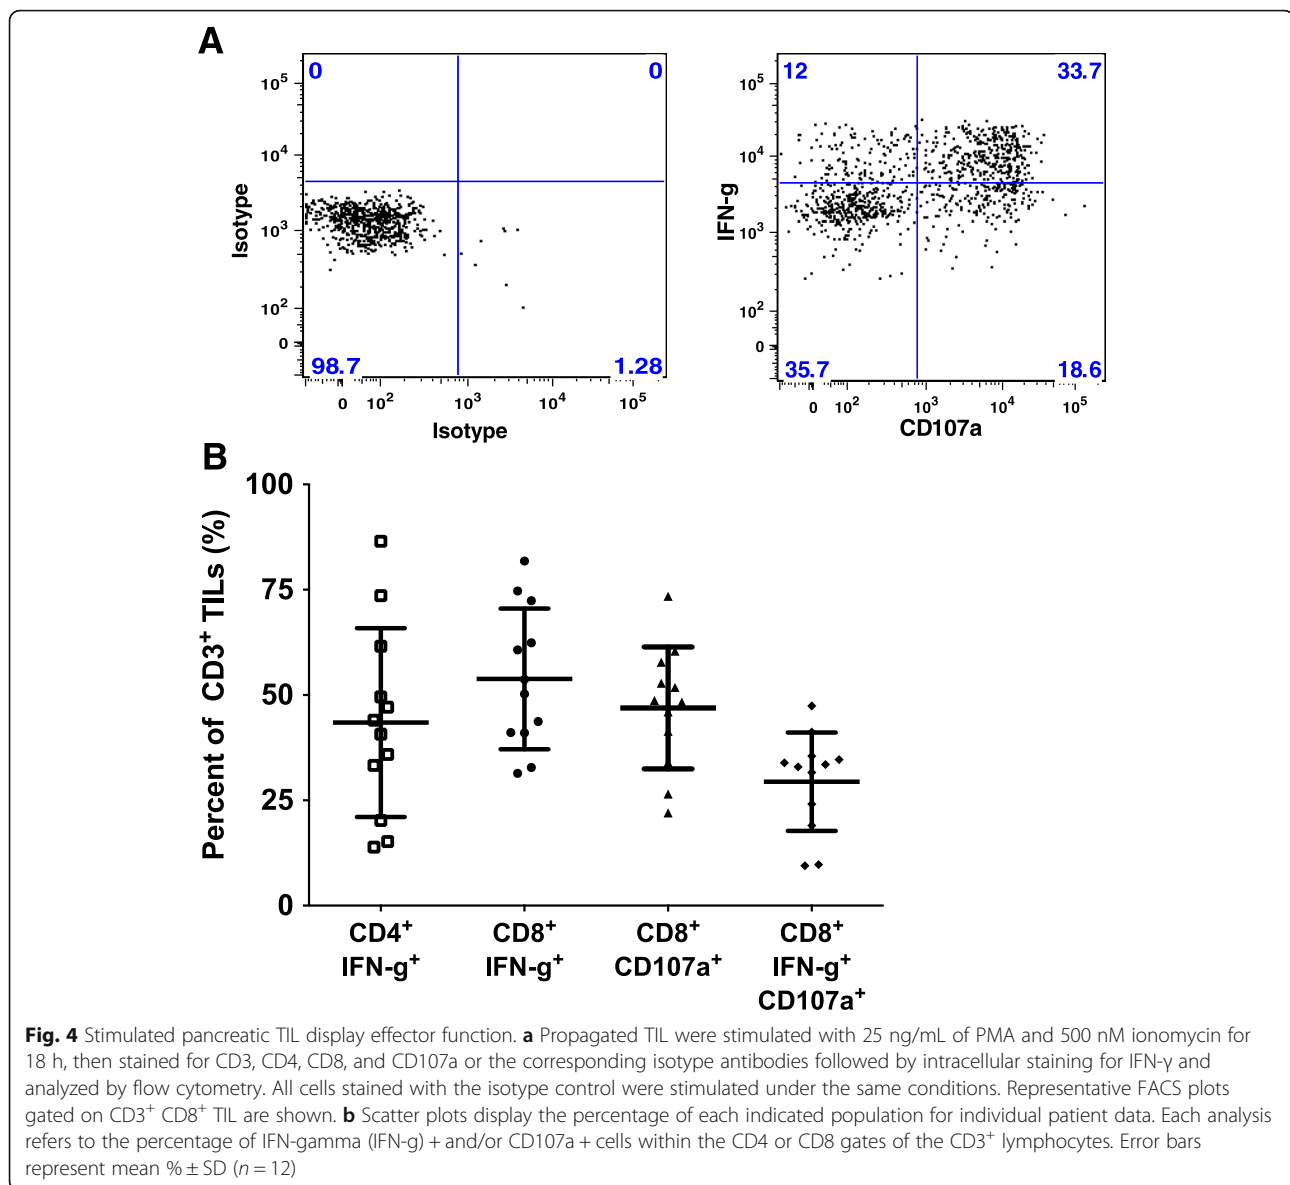 A
0 0
98.7 1.28
10⁵
10⁴
10³
10²
0
Isotype
0 10² 10³ 10⁴ 10⁵
Isotype
12 33.7
35.7 18.6
10⁵
10⁴
10³
10²
0
IFN-g
0 10² 10³ 10⁴ 10⁵
CD107a
B
Percent of CD3⁺ TILs (%)
100
75
50
25
0
CD4⁺
IFN-g⁺
CD8⁺
IFN-g⁺
CD8⁺
CD107a⁺
CD8⁺
IFN-g⁺
CD107a⁺
Fig. 4 Stimulated pancreatic TIL display effector function. a Propagated TIL were stimulated with 25 ng/mL of PMA and 500 nM ionomycin for
18 h, then stained for CD3, CD4, CD8, and CD107a or the corresponding isotype antibodies followed by intracellular staining for IFN-γ and
analyzed by flow cytometry. All cells stained with the isotype control were stimulated under the same conditions. Representative FACS plots
gated on CD3⁺ CD8⁺ TIL are shown. b Scatter plots display the percentage of each indicated population for individual patient data. Each analysis
refers to the percentage of IFN-gamma (IFN-g) + and/or CD107a + cells within the CD4 or CD8 gates of the CD3⁺ lymphocytes. Error bars
represent mean % ± SD (n = 12)